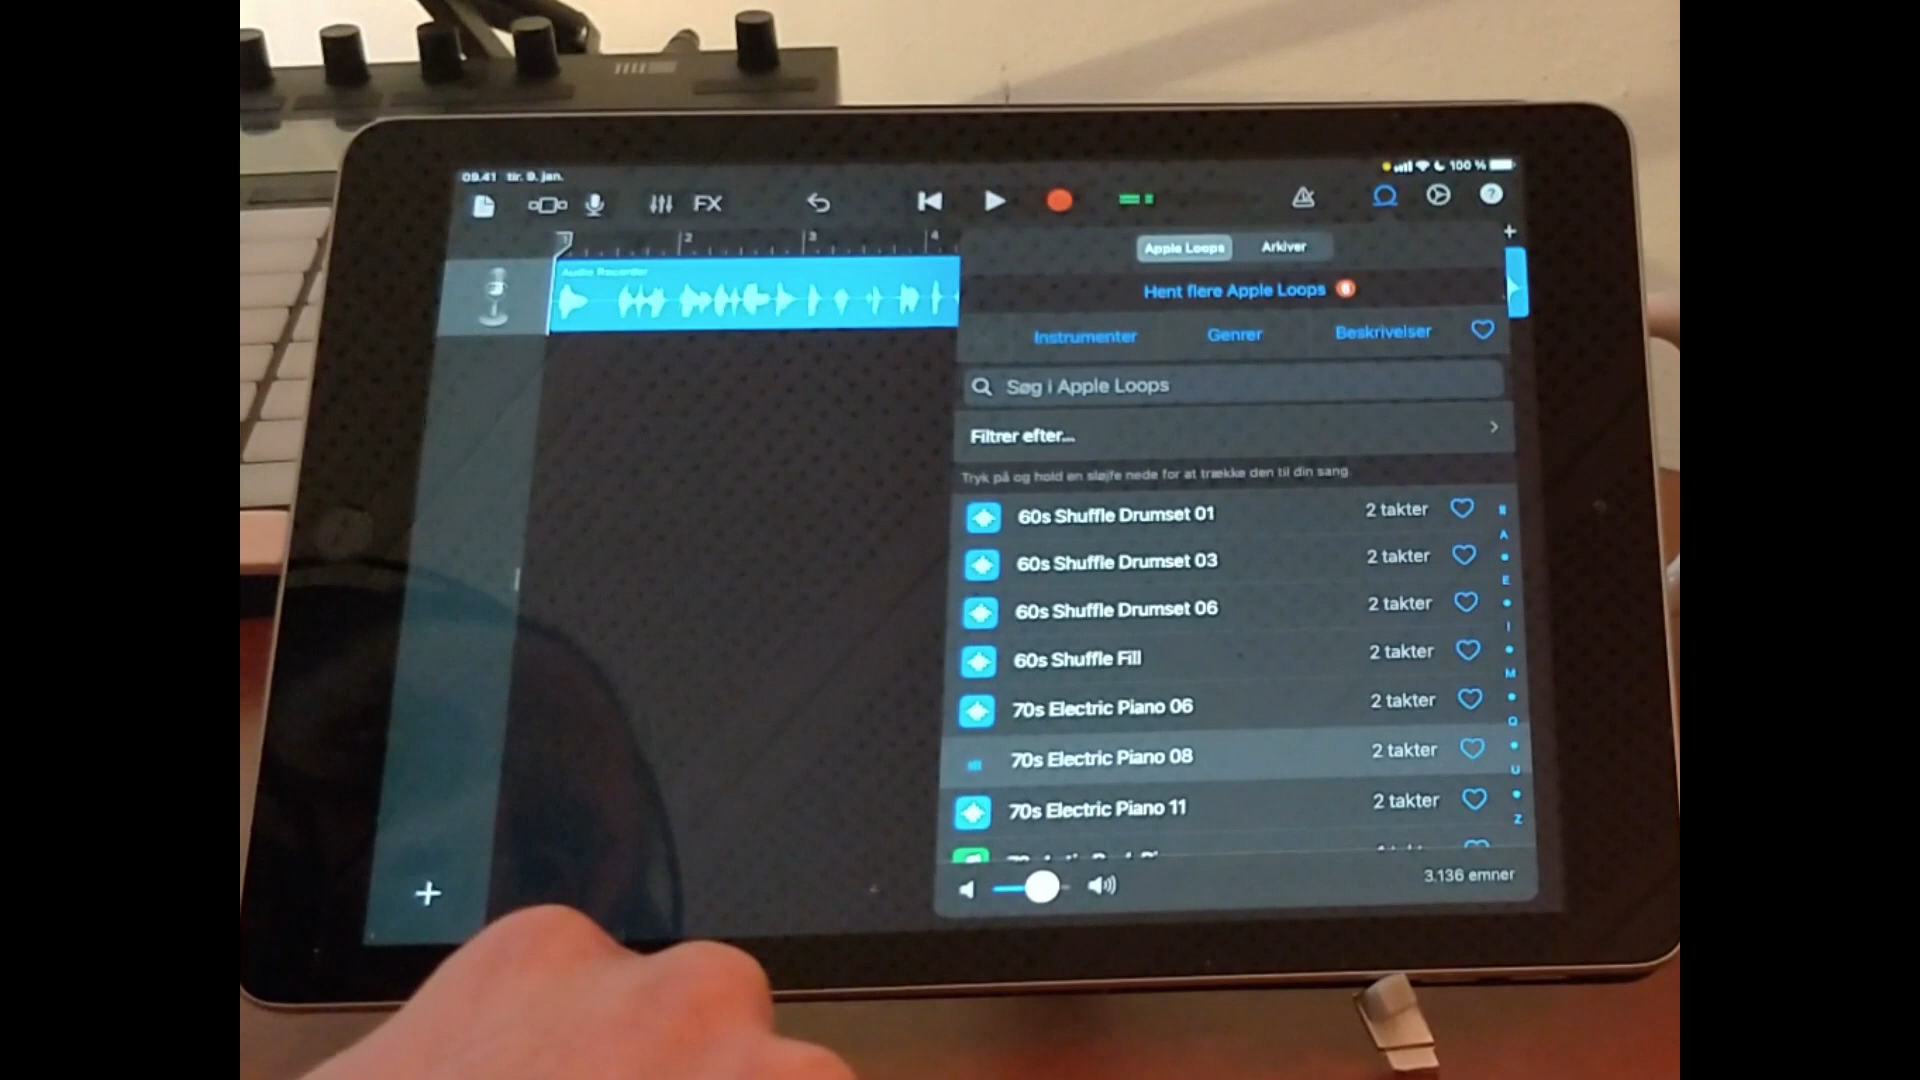 09.41 tir. 9. jan.
100 %
FX
1 2 3 4
Audio Recorder
Apple Loops Arkiver
Hent flere Apple Loops
Instrumenter Genrer Beskrivelser
Søg i Apple Loops
Filtrer efter...
Tryk på og hold en sløjfe nede for at trække den til din sang.
60s Shuffle Drumset 01 2 takter
60s Shuffle Drumset 03 2 takter
60s Shuffle Drumset 06 2 takter
60s Shuffle Fill 2 takter
70s Electric Piano 06 2 takter
70s Electric Piano 08 2 takter
70s Electric Piano 11 2 takter
A
E
I
M
Q
U
Z
3.136 emner